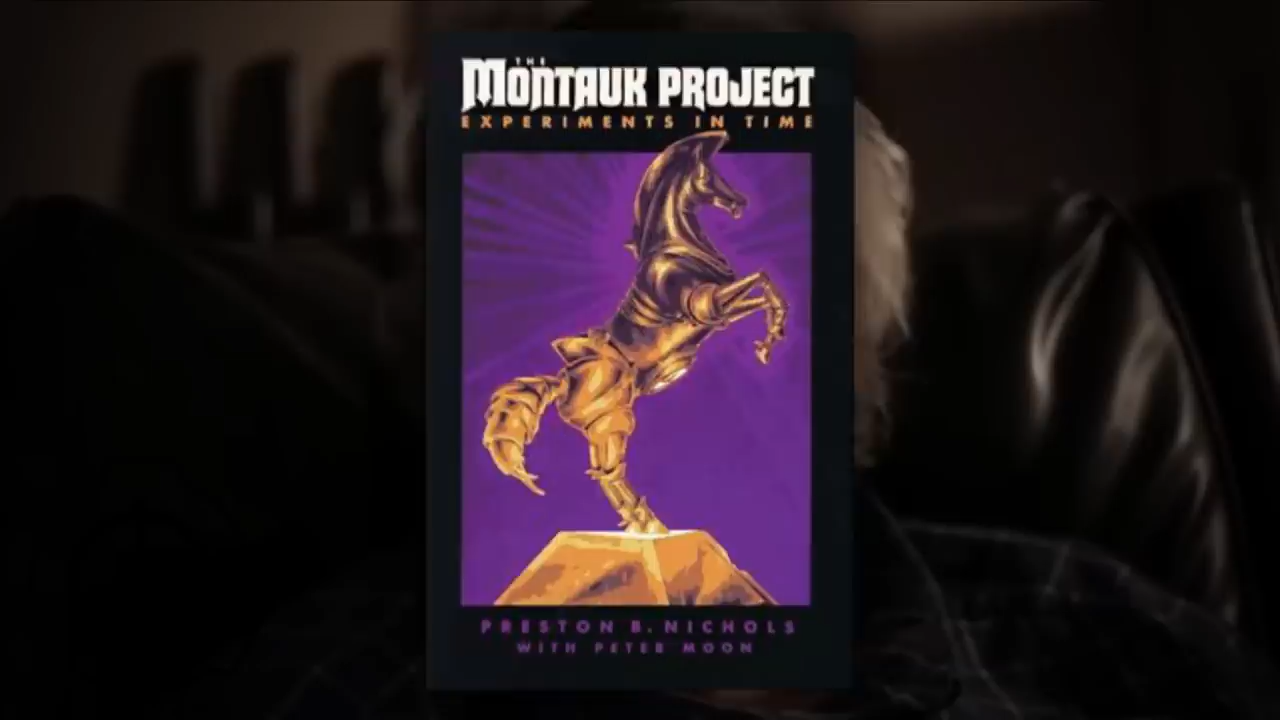 THE
MONTAUK PROJECT
EXPERIMENTS IN TIME
PRESTON B. NICHOLS
WITH PETER MOON